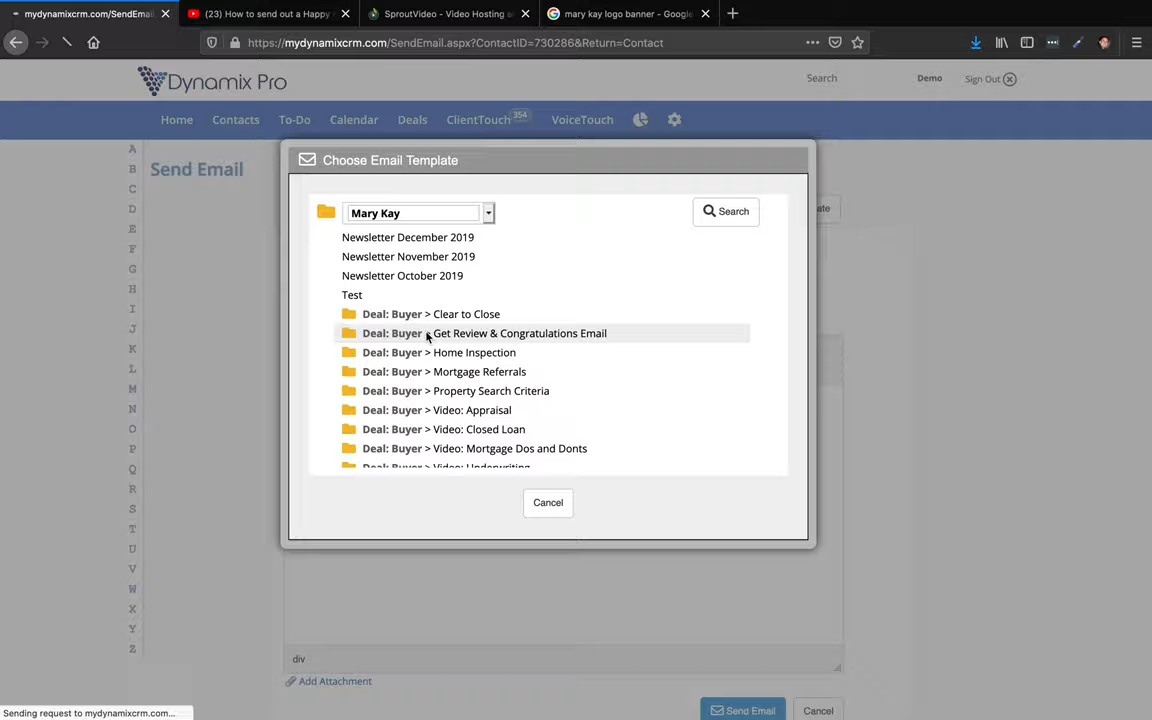 mydynamixcrm.com/SendEmai
(23) How to send out a Happy
SproutVideo - Video Hosting
mary kay logo banner - Google
https://mydynamixcrm.com/SendEmail.aspx?ContactID=730286&Return=Contact
Dynamix Pro
Search
Demo
Sign Out
Home
Contacts
To-Do
Calendar
Deals
ClientTouch 354
VoiceTouch
Send Email
A
B
C
D
E
F
G
H
I
J
K
L
M
N
O
P
Q
R
S
T
U
V
W
X
Y
Z
Choose Email Template
Mary Kay
Search
Newsletter December 2019
Newsletter November 2019
Newsletter October 2019
Test
Deal: Buyer > Clear to Close
Deal: Buyer > Get Review & Congratulations Email
Deal: Buyer > Home Inspection
Deal: Buyer > Mortgage Referrals
Deal: Buyer > Property Search Criteria
Deal: Buyer > Video: Appraisal
Deal: Buyer > Video: Closed Loan
Deal: Buyer > Video: Mortgage Dos and Donts
Deal: Buyer > Video: Underwriting
Cancel
div
Add Attachment
Send Email
Cancel
Sending request to mydynamixcrm.com...